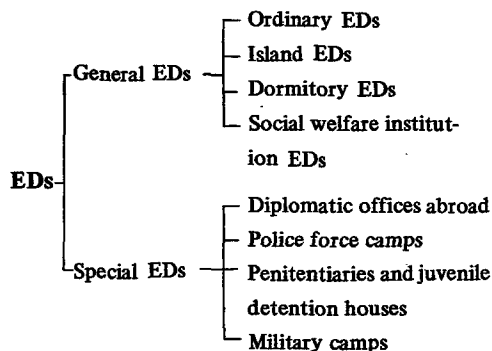 Ordinary EDs
General EDs
Island EDs
Dormitory EDs
Social welfare institut-
ion EDs
EDs
Diplomatic offices abroad
Police force camps
Special EDs
Penitentiaries and juvenile
detention houses
Military camps